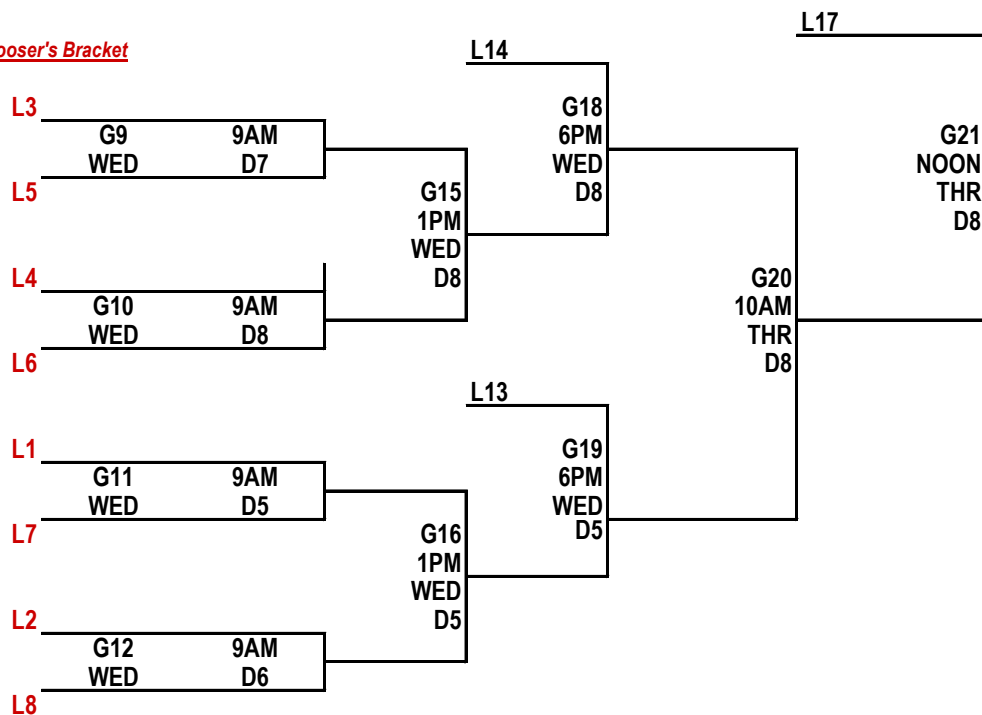 L17
ooser's Bracket
L14
L3
G9 9AM
WED D7
L5
G18
6PM
WED
D8
G21
NOON
THR
D8
G15
1PM
WED
D8
L4
G10 9AM
WED D8
L6
G20
10AM
THR
D8
L13
L1
G11 9AM
WED D5
L7
G19
6PM
WED
D5
G16
1PM
WED
D5
L2
G12 9AM
WED D6
L8